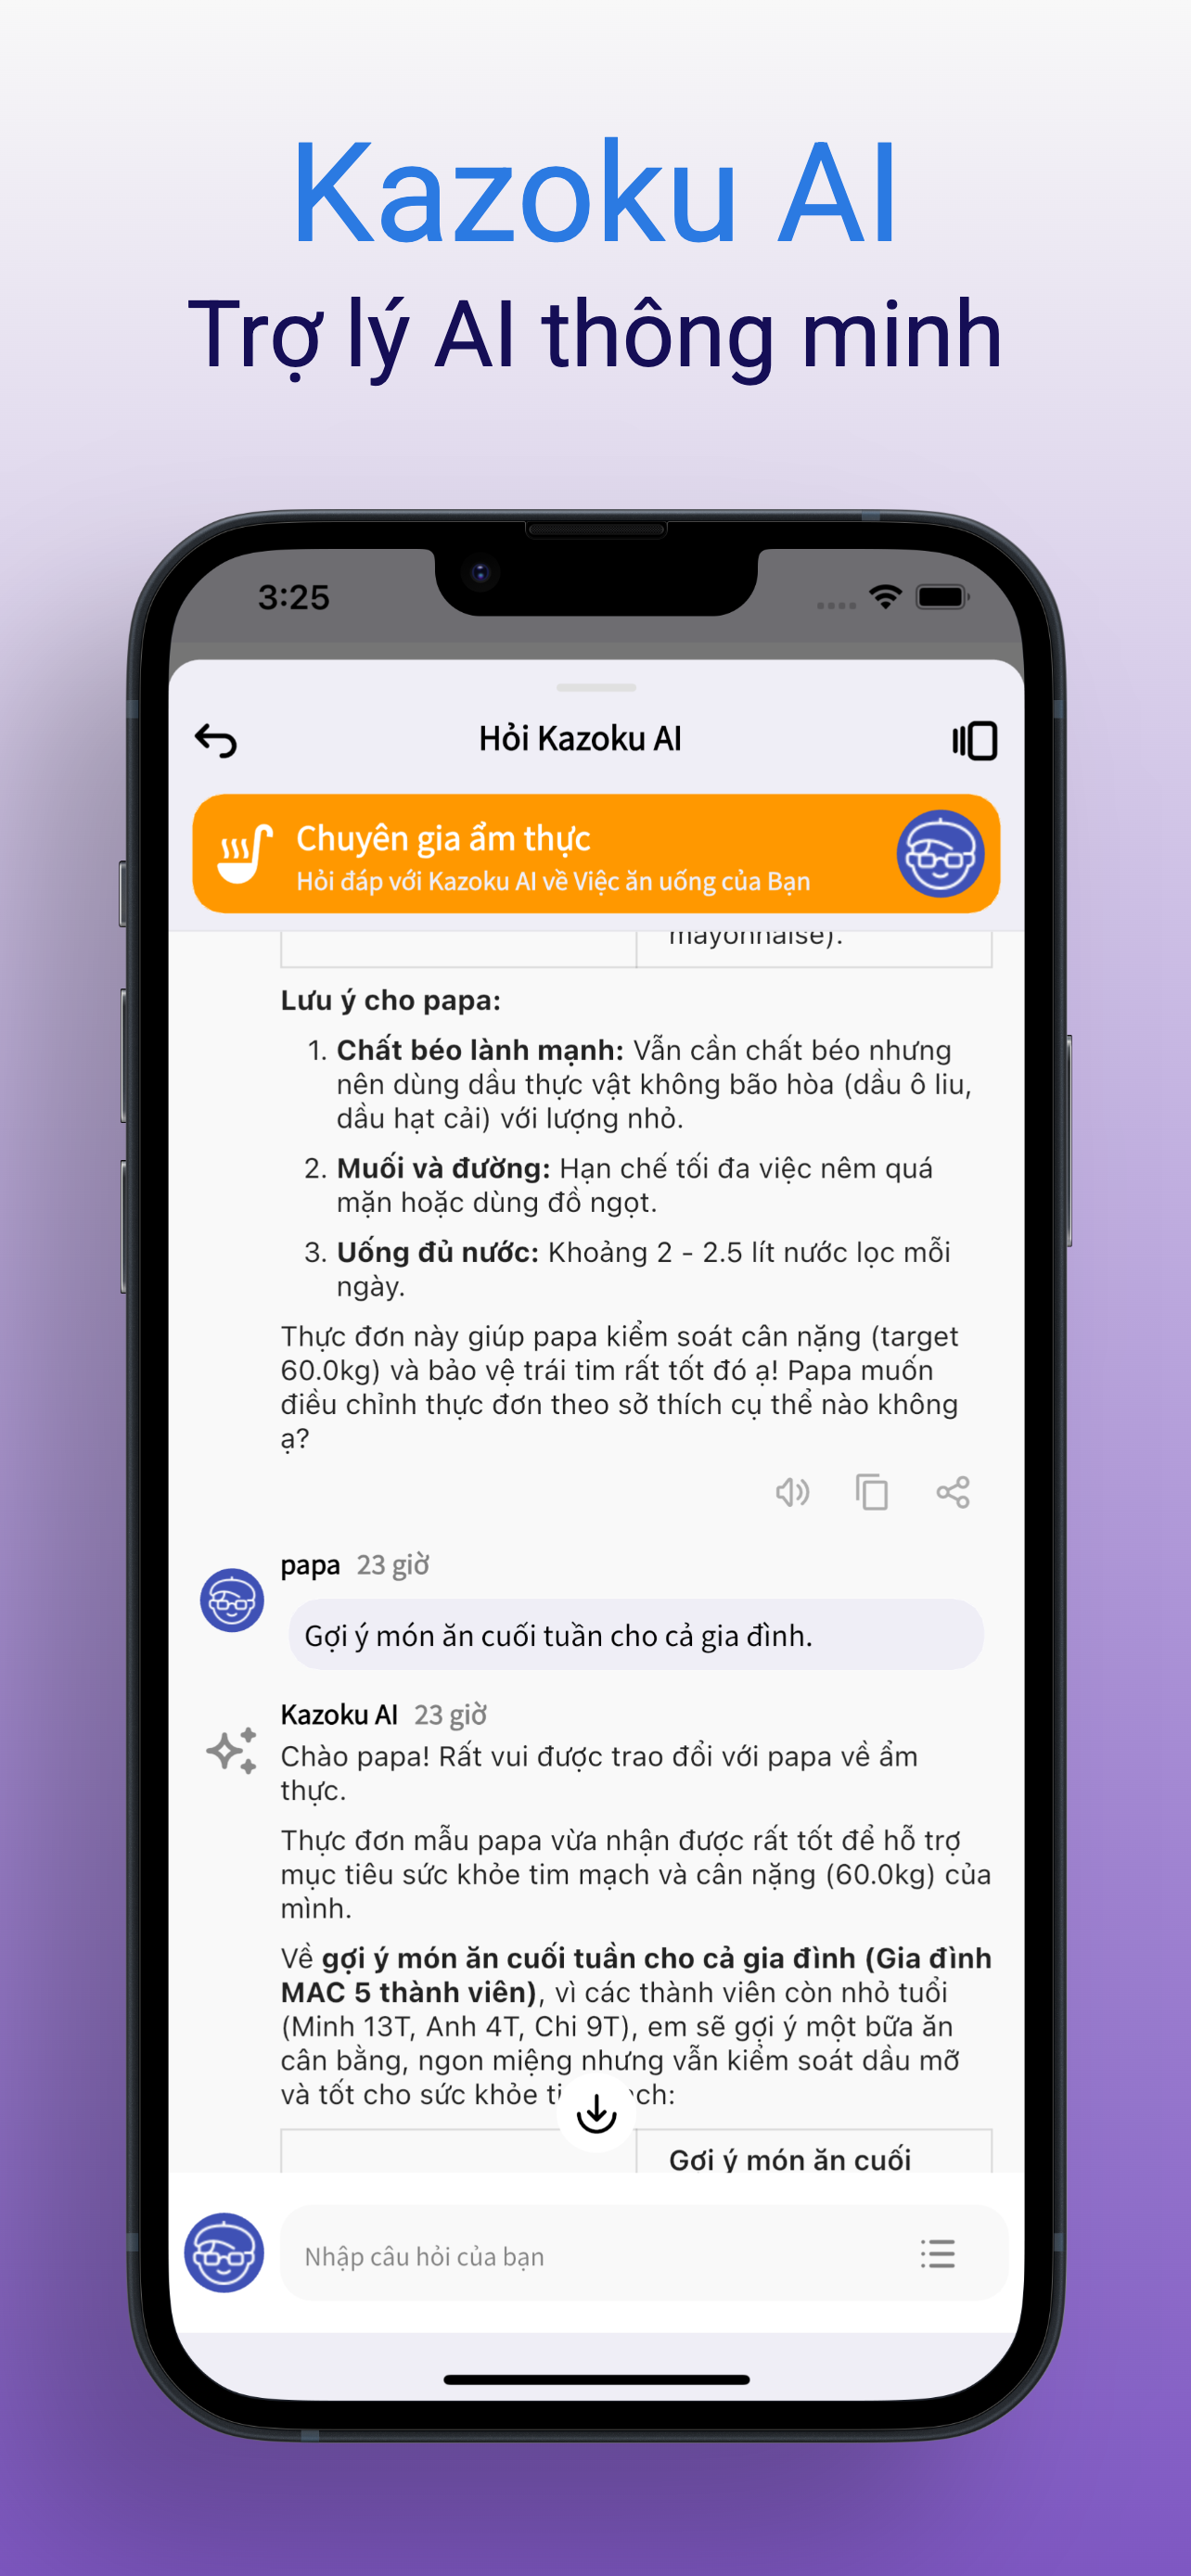 Kazoku AI
Trợ lý AI thông minh
3:25
Hỏi Kazoku AI
Chuyên gia ẩm thực
Hỏi đáp với Kazoku AI về Việc ăn uống của Bạn
mayonnaise).
Lưu ý cho papa:
1. Chất béo lành mạnh: Vẫn cần chất béo nhưng
nên dùng dầu thực vật không bão hòa (dầu ô liu,
dầu hạt cải) với lượng nhỏ.
2. Muối và đường: Hạn chế tối đa việc nêm quá
mặn hoặc dùng đồ ngọt.
3. Uống đủ nước: Khoảng 2 - 2.5 lít nước lọc mỗi
ngày.
Thực đơn này giúp papa kiểm soát cân nặng (target
60.0kg) và bảo vệ trái tim rất tốt đó ạ! Papa muốn
điều chỉnh thực đơn theo sở thích cụ thể nào không
ạ?
papa 23 giờ
Gợi ý món ăn cuối tuần cho cả gia đình.
Kazoku AI 23 giờ
Chào papa! Rất vui được trao đổi với papa về ẩm
thực.
Thực đơn mẫu papa vừa nhận được rất tốt để hỗ trợ
mục tiêu sức khỏe tim mạch và cân nặng (60.0kg) của
mình.
Về gợi ý món ăn cuối tuần cho cả gia đình (Gia đình
MAC 5 thành viên), vì các thành viên còn nhỏ tuổi
(Minh 13T, Anh 4T, Chi 9T), em sẽ gợi ý một bữa ăn
cân bằng, ngon miệng nhưng vẫn kiểm soát dầu mỡ
và tốt cho sức khỏe ti ch:
Gợi ý món ăn cuối
Nhập câu hỏi của bạn